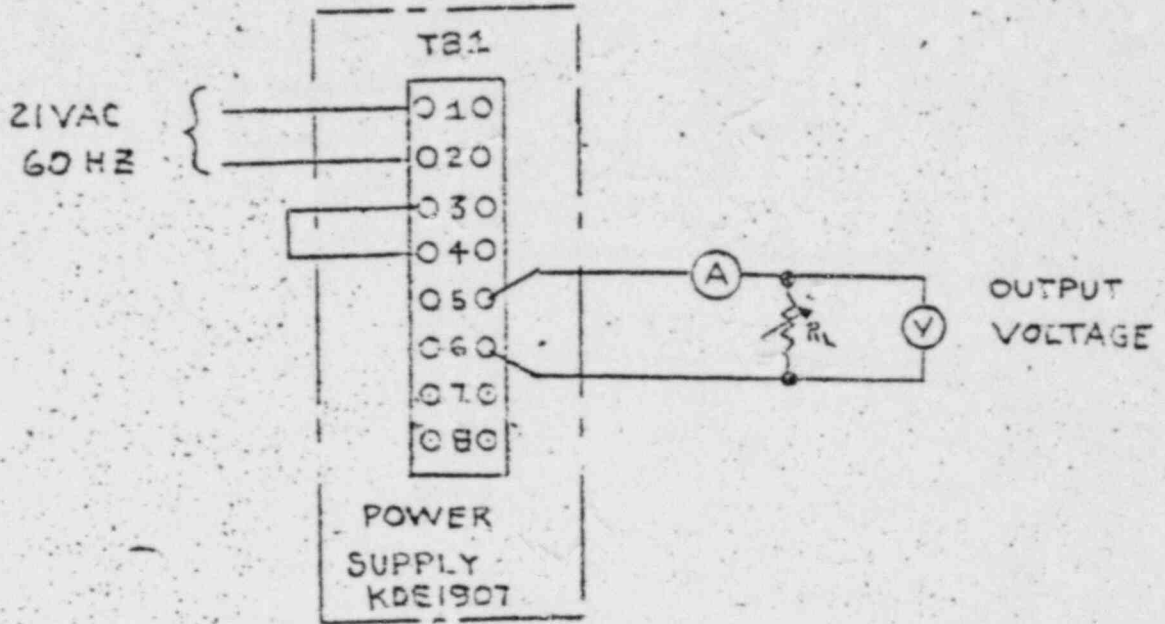 TB1
21VAC
60 HZ
1
2
3
4
5
6
7
8
A
RL
V
OUTPUT
VOLTAGE
POWER
SUPPLY
KDE1907